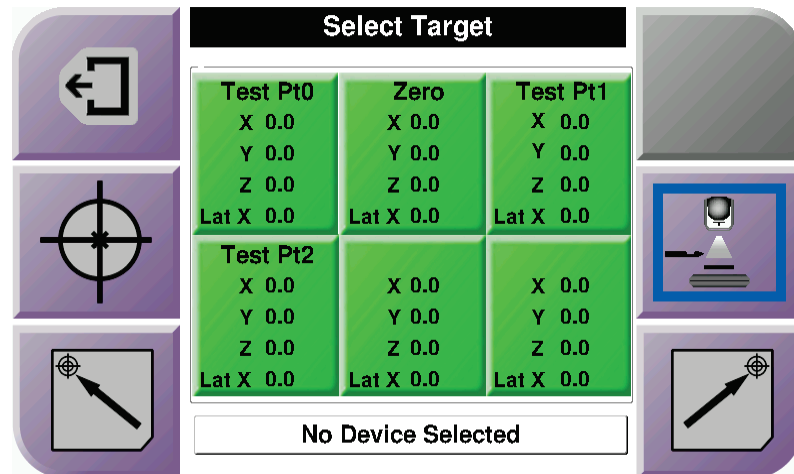 Select Target
Test Pt0 Zero Test Pt1
X 0.0 X 0.0 X 0.0
Y 0.0 Y 0.0 Y 0.0
Z 0.0 Z 0.0 Z 0.0
Lat X 0.0 Lat X 0.0 Lat X 0.0
Test Pt2
X 0.0 X 0.0 X 0.0
Y 0.0 Y 0.0 Y 0.0
Z 0.0 Z 0.0 Z 0.0
Lat X 0.0 Lat X 0.0 Lat X 0.0
No Device Selected